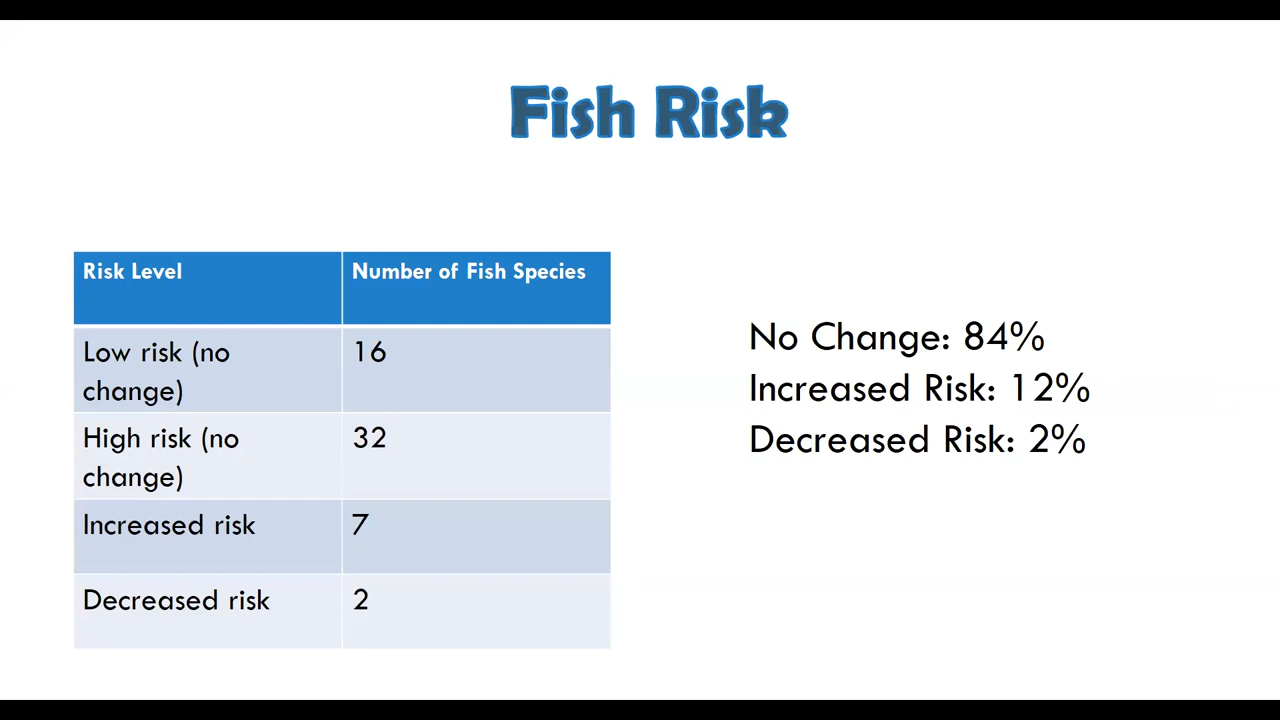 Fish Risk
Risk Level
Number of Fish Species
Low risk (no
change)
16
High risk (no
change)
32
Increased risk
7
Decreased risk
2
No Change: 84%
Increased Risk: 12%
Decreased Risk: 2%